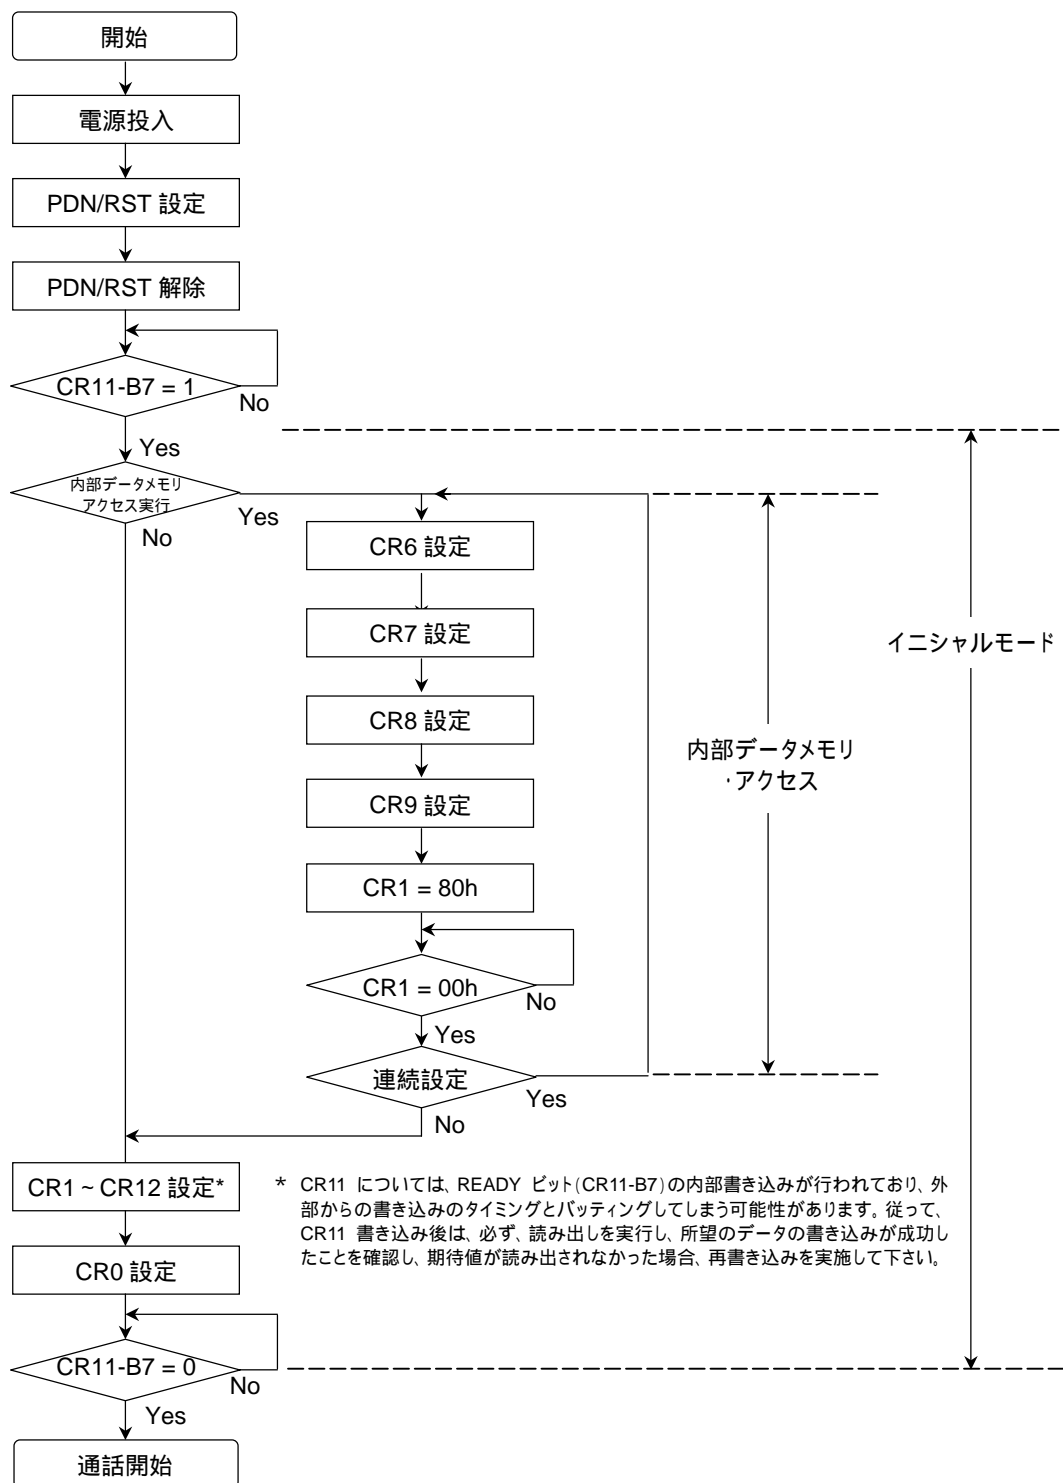 開始
電源投入
PDN/RST 設定
PDN/RST 解除
CR11-B7 = 1
No
Yes
内部データメモリ
アクセス実行
Yes
No
CR6 設定
CR7 設定
CR8 設定
CR9 設定
CR1 = 80h
CR1 = 00h
No
Yes
連続設定
Yes
No
内部データメモリ
・アクセス
イニシャルモード
CR1 ~ CR12 設定*
* CR11 については、READY ビット(CR11-B7)の内部書き込みが行われており、外
部からの書き込みのタイミングとバッティングしてしまう可能性があります。従って、
CR11 書き込み後は、必ず、読み出しを実行し、所望のデータの書き込みが成功し
たことを確認し、期待値が読み出されなかった場合、再書き込みを実施して下さい。
CR0 設定
CR11-B7 = 0
No
Yes
通話開始